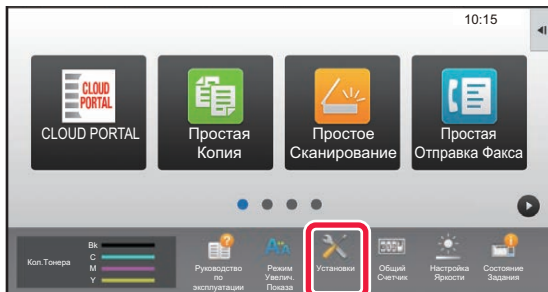 10:15
CLOUD
PORTAL
CLOUD PORTAL
Простая
Копия
Простое
Сканирование
Простая
Отправка Факса
Кол.Тонера
Bk
C
M
Y
Руководство
по
эксплуатации
Режим
Увелич.
Показа
Установки
Общий
Счетчик
Настройка
Яркости
Состояние
Задания